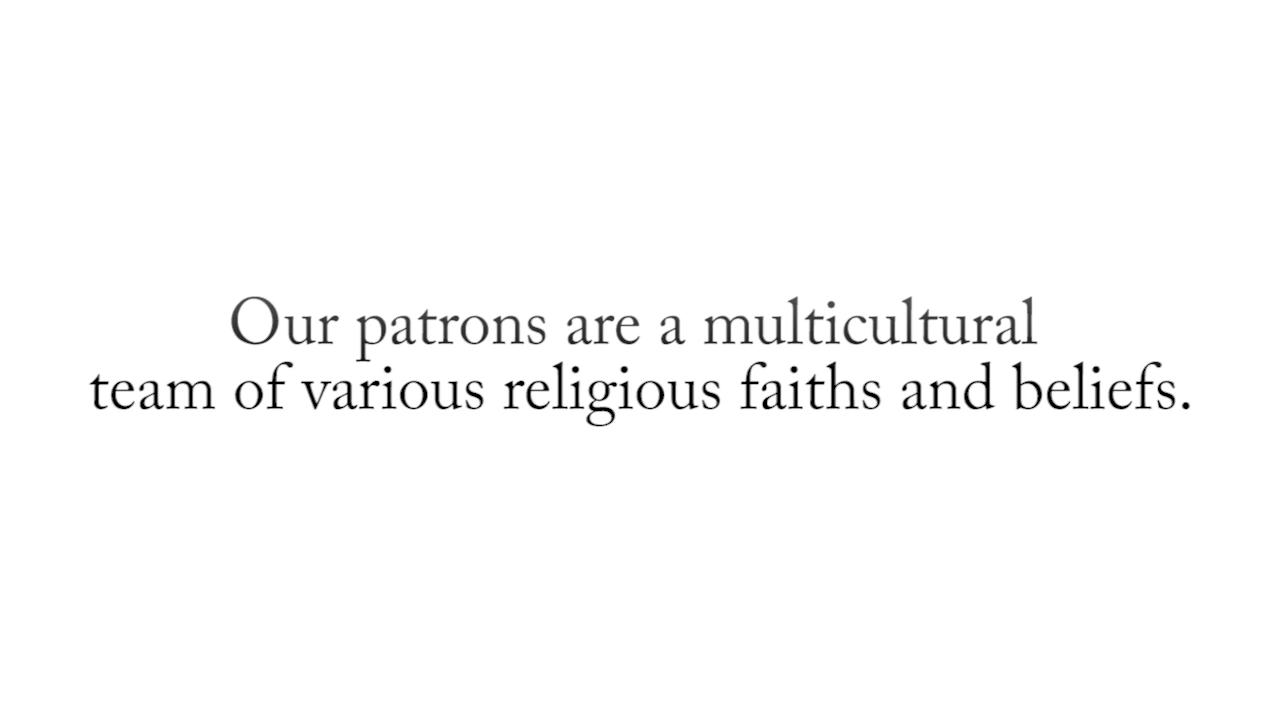 Our patrons are a multicultural
team of various religious faiths and beliefs.